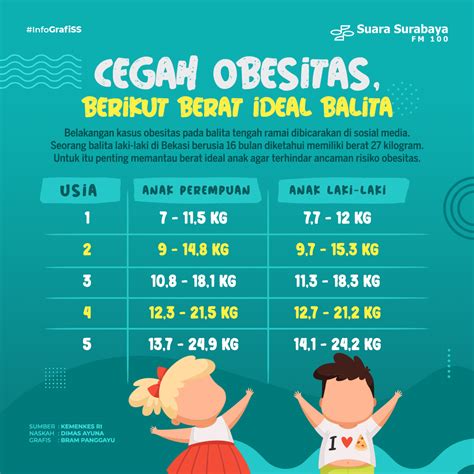 #InfoGrafiSS
Suara Surabaya
FM 100
CEGAH OBESITAS,
BERIKUT BERAT IDEAL BALITA
Belakangan kasus obesitas pada balita tengah ramai dibicarakan di sosial media.
Seorang balita laki-laki di Bekasi berusia 16 bulan diketahui memiliki berat 27 kilogram.
Untuk itu penting memantau berat ideal anak agar terhindar ancaman risiko obesitas.
USIA ANAK PEREMPUAN ANAK LAKI-LAKI
1 7 - 11,5 KG 7,7 - 12 KG
2 9 - 14,8 KG 9,7 - 15,3 KG
3 10,8 - 18,1 KG 11,3 - 18,3 KG
4 12,3 - 21,5 KG 12,7 - 21,2 KG
5 13,7 - 24,9 KG 14,1 - 24,2 KG
SUMBER : KEMENKES RI
NASKAH : DIMAS AYUNA
GRAFIS : BRAM PANGGAYU
I